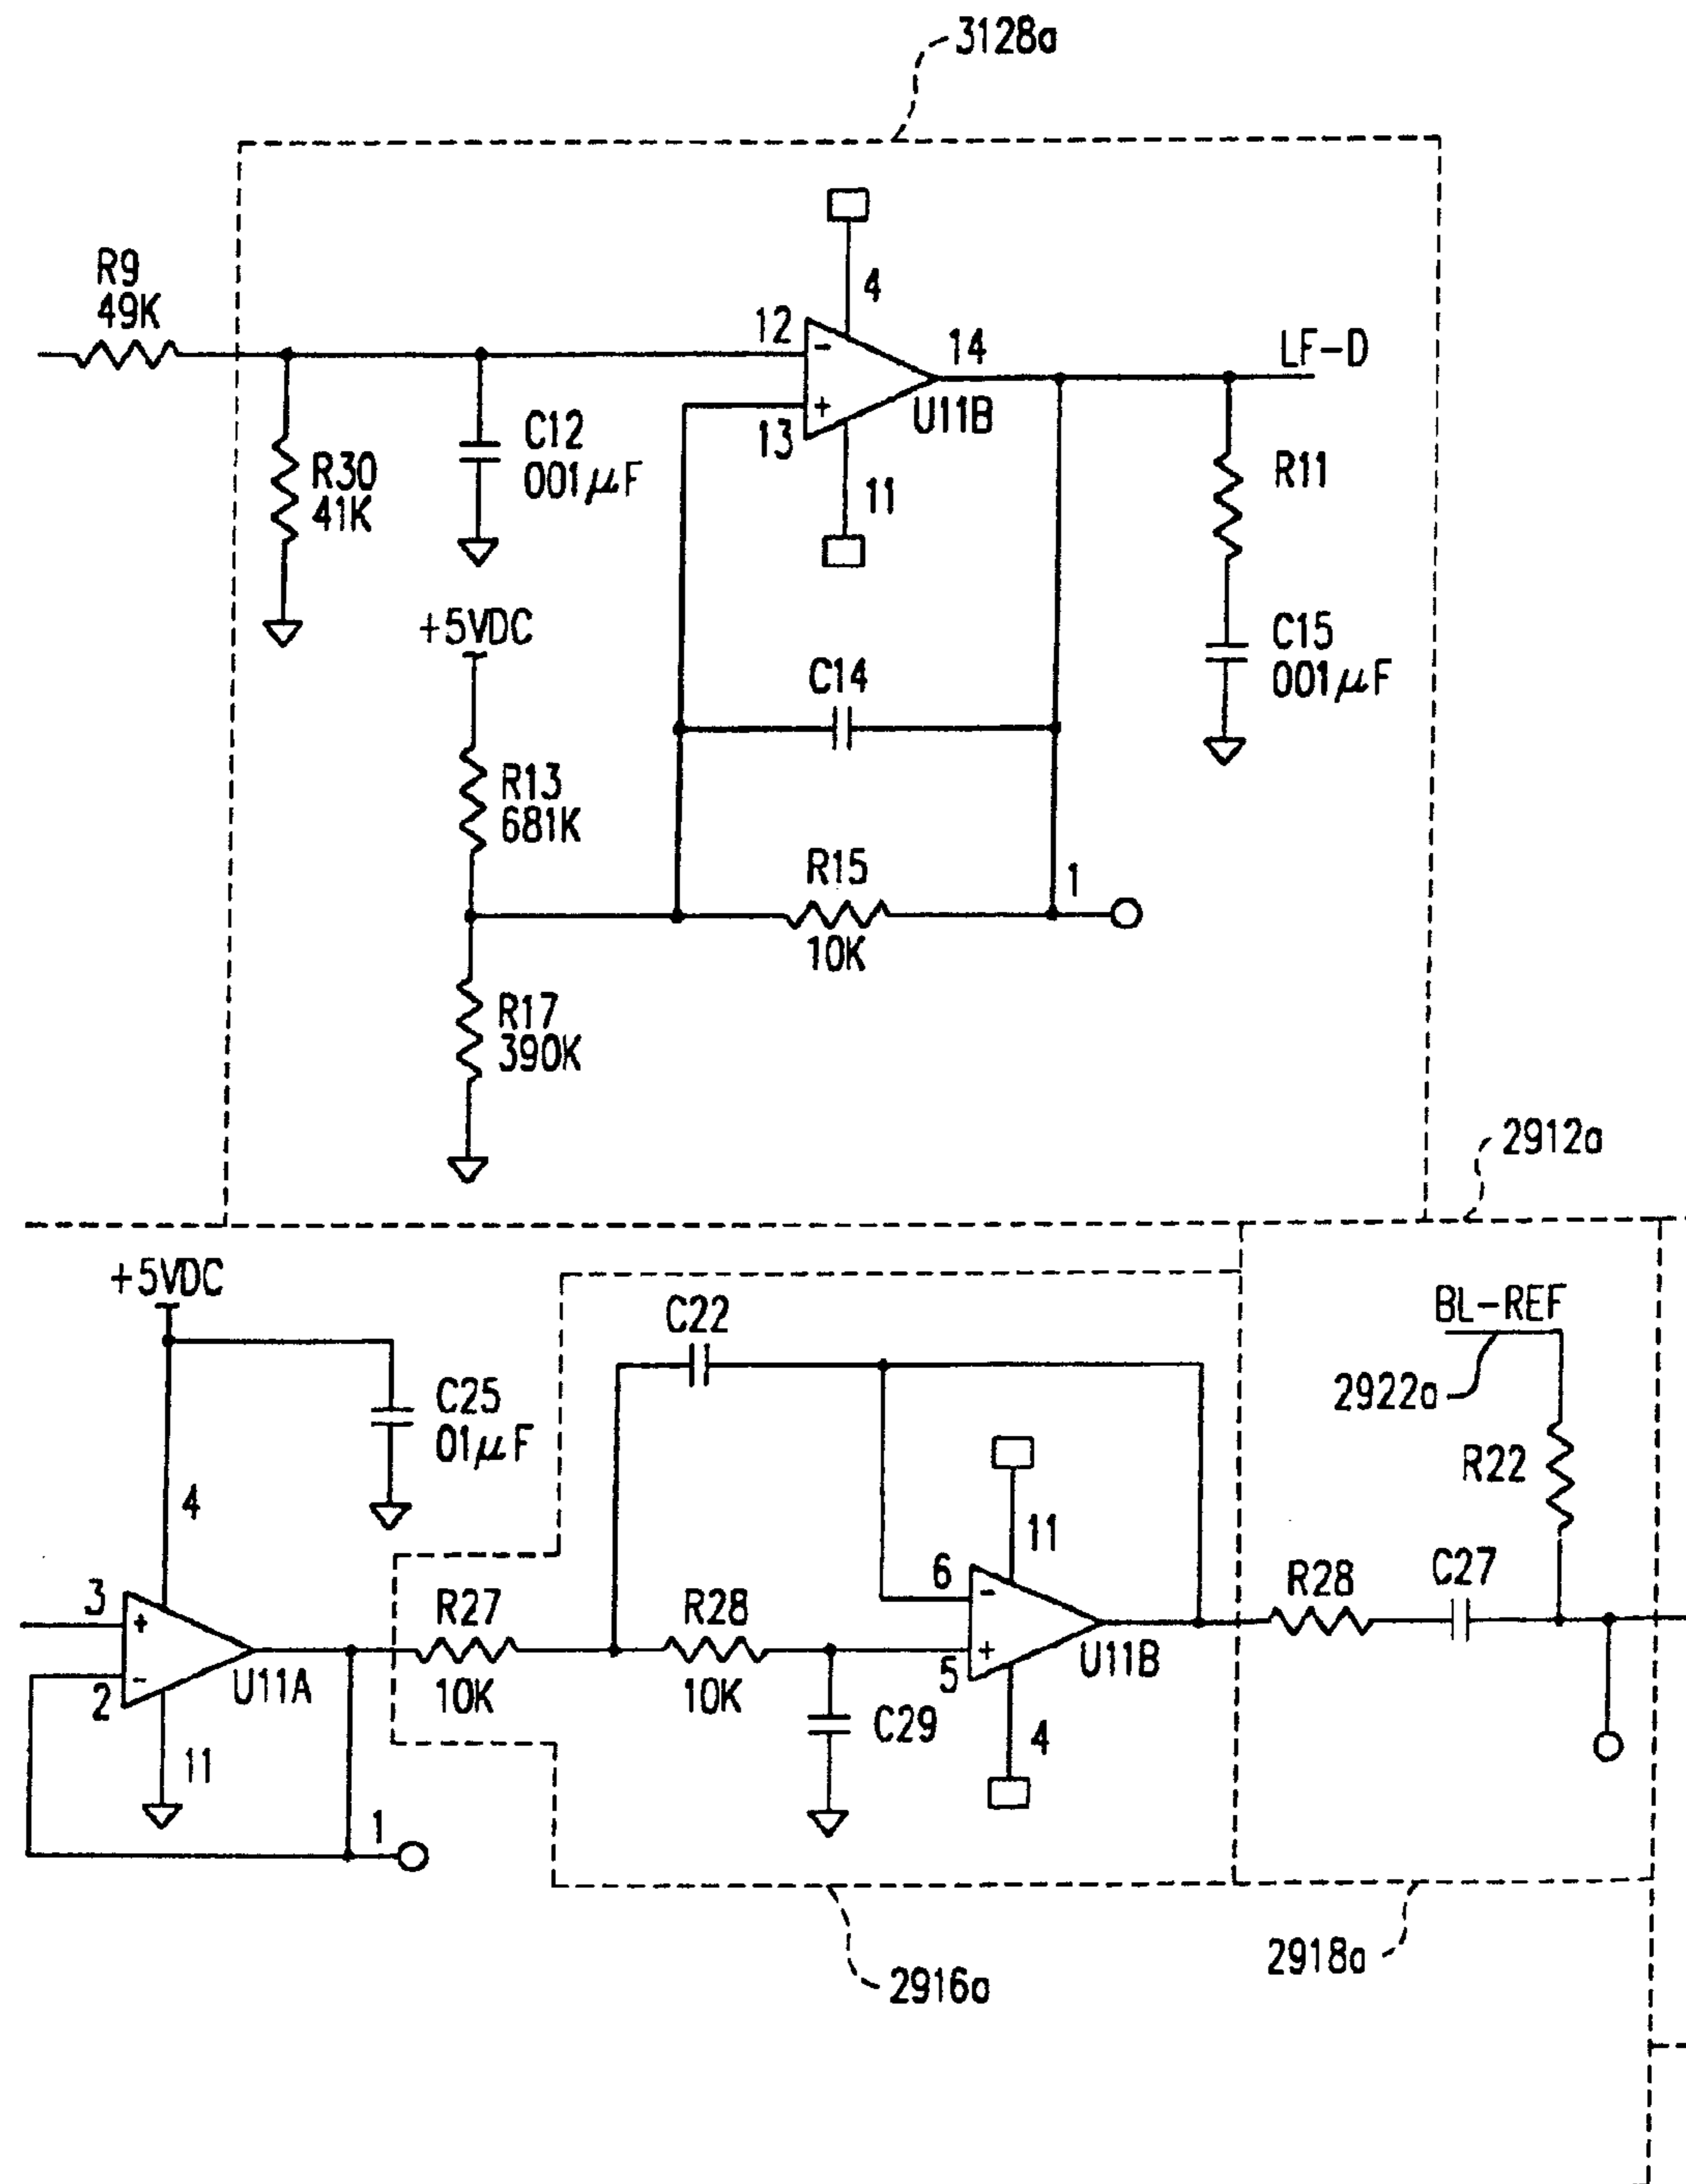 3128a
R9
49K
4
12
-
14
LF-D
+
13
U11B
R30
41K
C12
001μF
11
R11
+5VDC
C14
C15
001μF
R13
681K
R15
1
10K
R17
390K
2912a
+5VDC
C22
BL-REF
2922a
C25
01μF
R22
4
11
3
+
R27
R28
6
-
R28
C27
-
2
U11A
10K
10K
+
5
U11B
C29
11
4
1
2918a
2916a